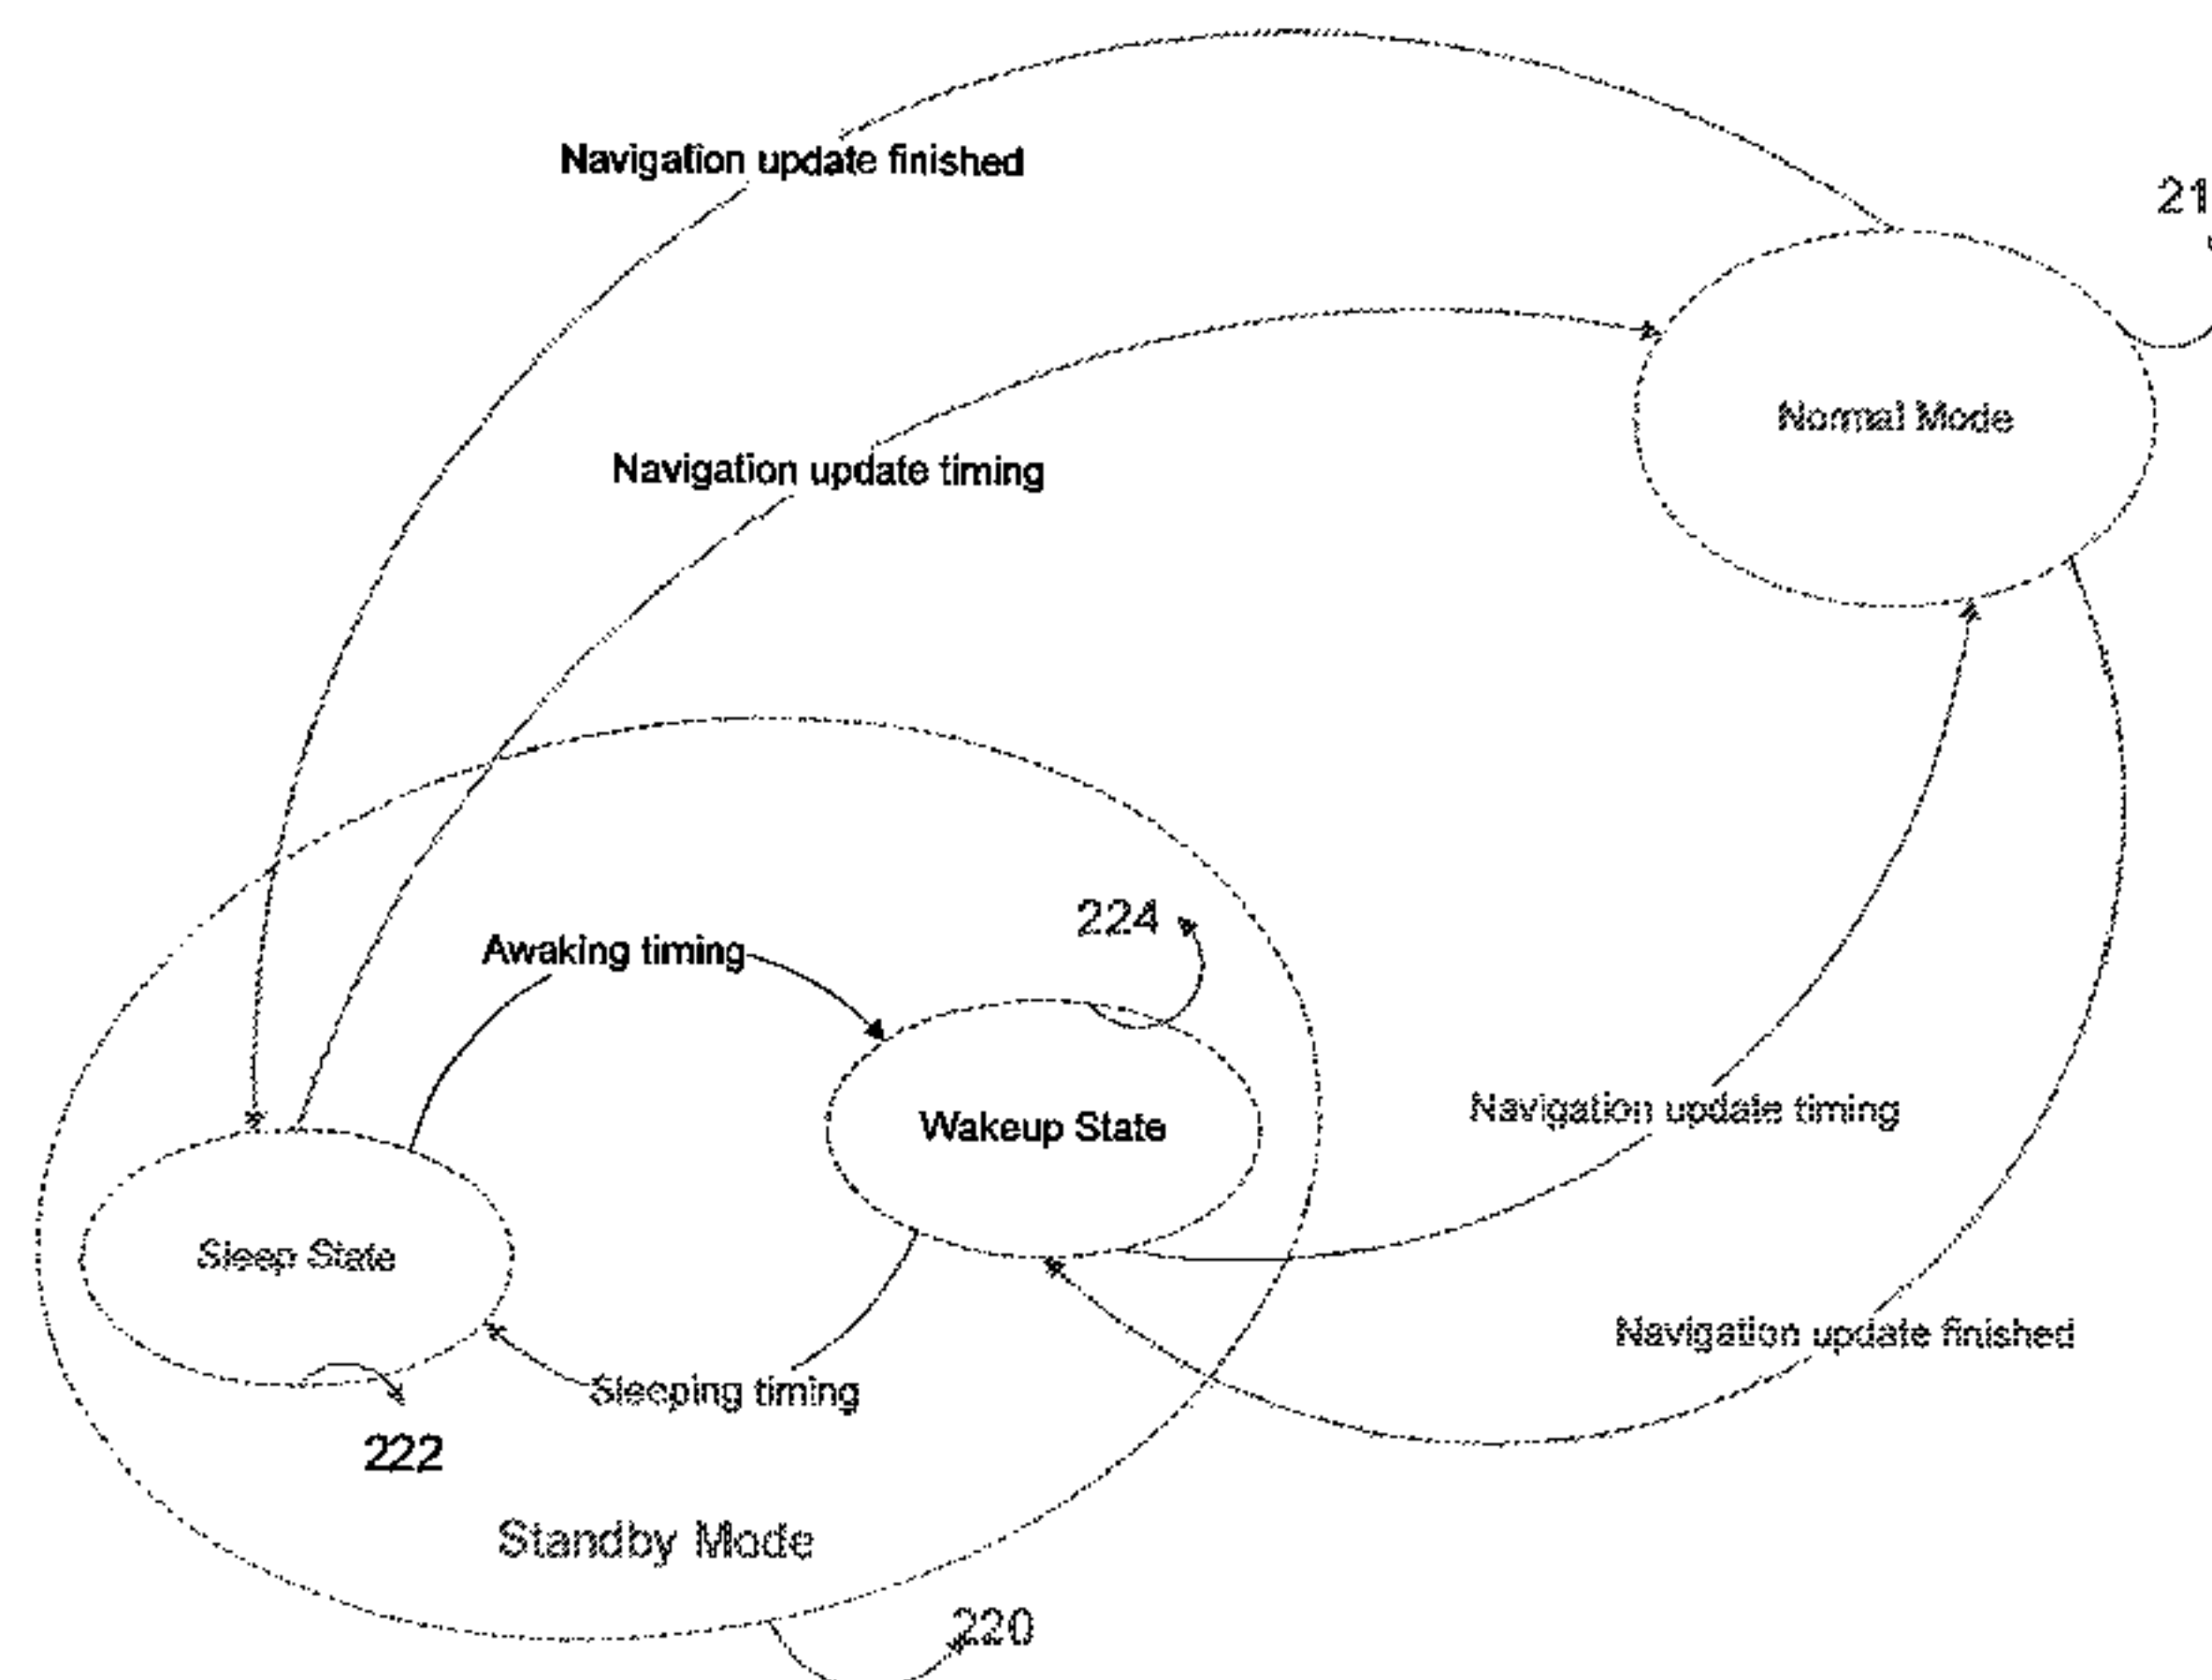 Navigation update finished
21
Navigation update timing
Normal Mode
224
Awaking timing
Wakeup State
Navigation update timing
Sleep State
Navigation update finished
Sleeping timing
222
Standby Mode
220